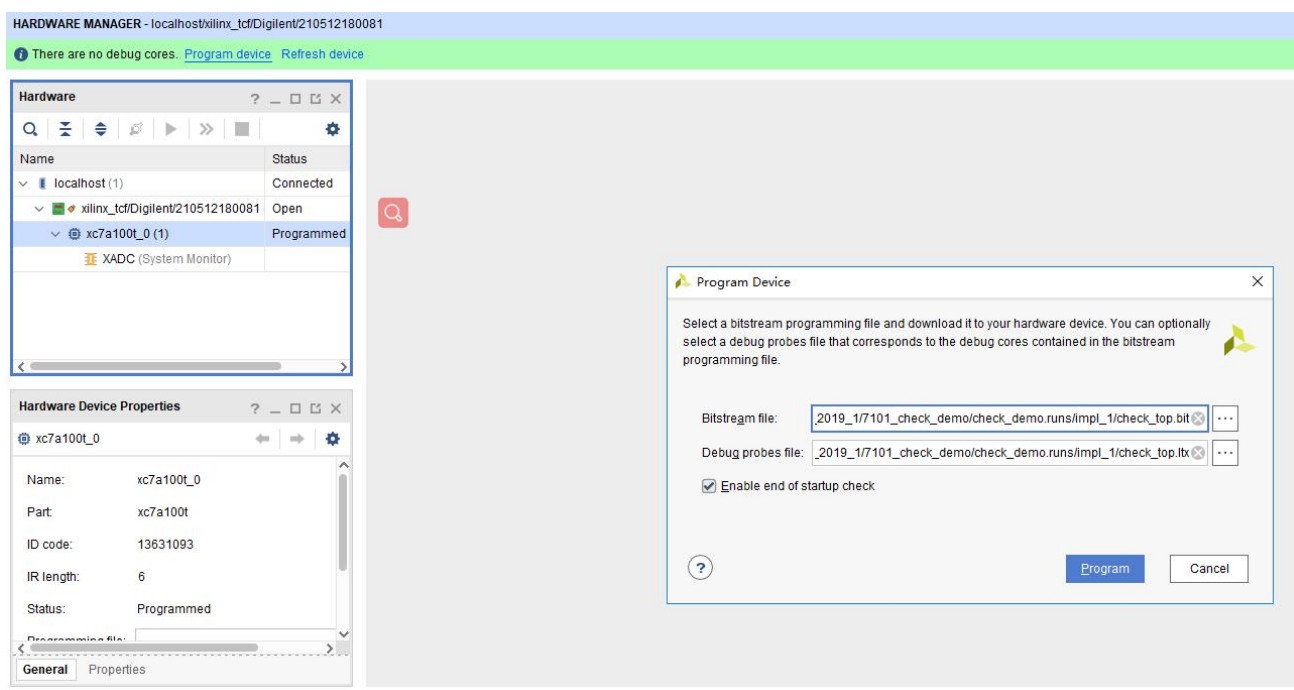 HARDWARE MANAGER - localhost/xilinx_tcf/Digilent/210512180081
There are no debug cores. Program device Refresh device
Hardware
Name Status
localhost (1) Connected
xilinx_tcf/Digilent/210512180081 Open
xc7a100t_0 (1) Programmed
XADC (System Monitor)
Hardware Device Properties
xc7a100t_0
Name: xc7a100t_0
Part: xc7a100t
ID code: 13631093
IR length: 6
Status: Programmed
Programming file:
General Properties
Program Device
Select a bitstream programming file and download it to your hardware device. You can optionally
select a debug probes file that corresponds to the debug cores contained in the bitstream
programming file.
Bitstream file: _2019_1/7101_check_demo/check_demo.runs/impl_1/check_top.bit
Debug probes file: _2019_1/7101_check_demo/check_demo.runs/impl_1/check_top.ltx
Enable end of startup check
Program Cancel